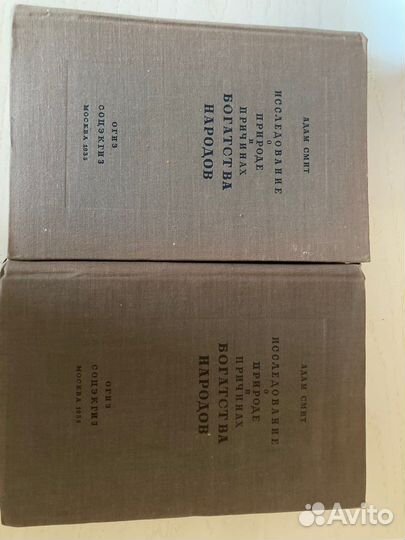 АДАМ СМИТ
ИССЛЕДОВАНИЕ
О
ПРИРОДЕ
И
ПРИЧИНАХ
БОГАТСТВА
НАРОДОВ
ОГИЗ
СОЦЭКГИЗ
МОСКВА 1935
АДАМ СМИТ
ИССЛЕДОВАНИЕ
О
ПРИРОДЕ
И
ПРИЧИНАХ
БОГАТСТВА
НАРОДОВ
ОГИЗ
СОЦЭКГИЗ
МОСКВА 1935
Avito